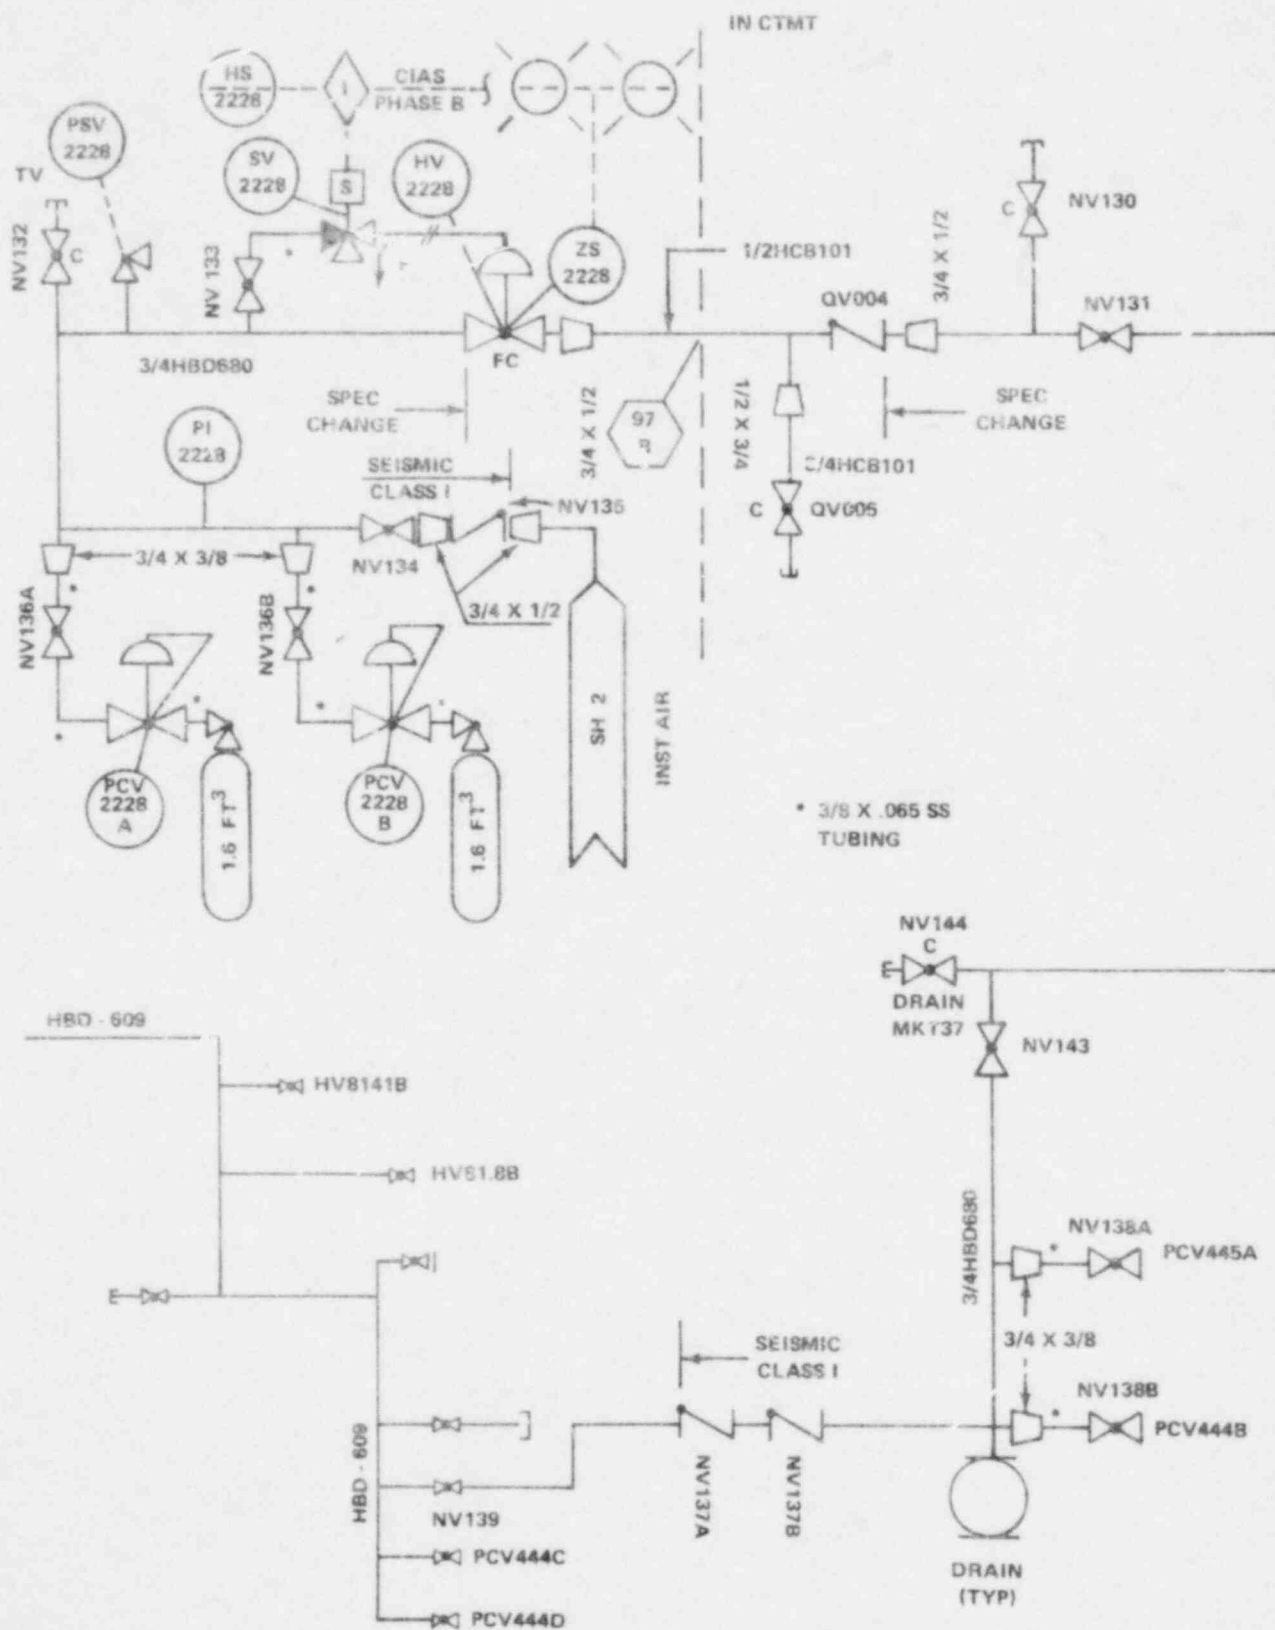 IN CTMT
HS
2228
I
CIAS
PHASE B
PSV
2228
SV
2228
S
HV
2228
TV
NV132
C
NV 133
ZS
2228
1/2HCB101
3/4 X 1/2
C
NV130
QV004
NV131
3/4HBD680
FC
SPEC
CHANGE
3/4 X 1/2
97
1/2 X 3/4
SPEC
CHANGE
PI
2228
SEISMIC
CLASS I
NV135
/4HCB101
C
QV005
3/4 X 3/8
NV134
3/4 X 1/2
NV136A
NV136B
SH 2
INST AIR
PCV
2228
A
1.6 FT3
PCV
2228
B
1.6 FT3
* 3/8 X .065 SS
TUBING
NV144
C
DRAIN
MKT37
NV143
HBD - 609
HV8141B
HV81.8B
3/4HBD680
NV138A
PCV445A
3/4 X 3/8
SEISMIC
CLASS I
NV138B
PCV444B
HBD - 609
NV137A
NV137B
NV139
PCV444C
PCV444D
DRAIN
(TYP)